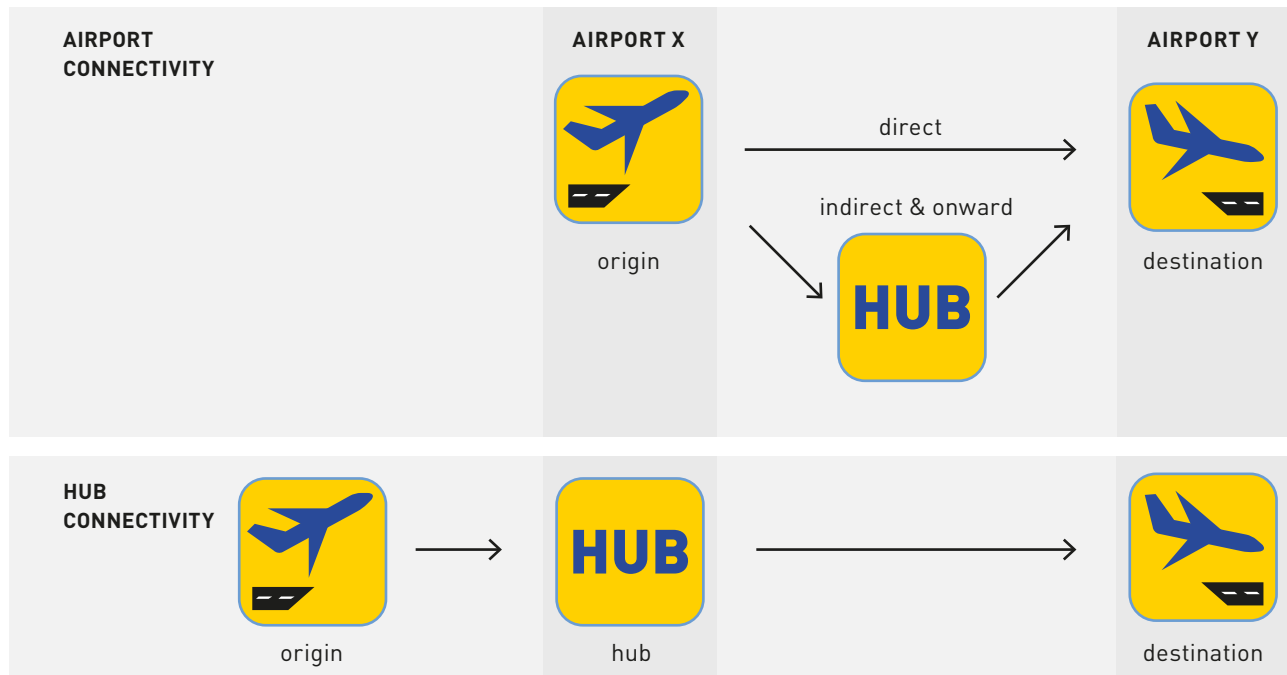 AIRPORT
CONNECTIVITY
AIRPORT X
AIRPORT Y
direct
indirect & onward
HUB
origin
destination
HUB
CONNECTIVITY
HUB
origin
hub
destination